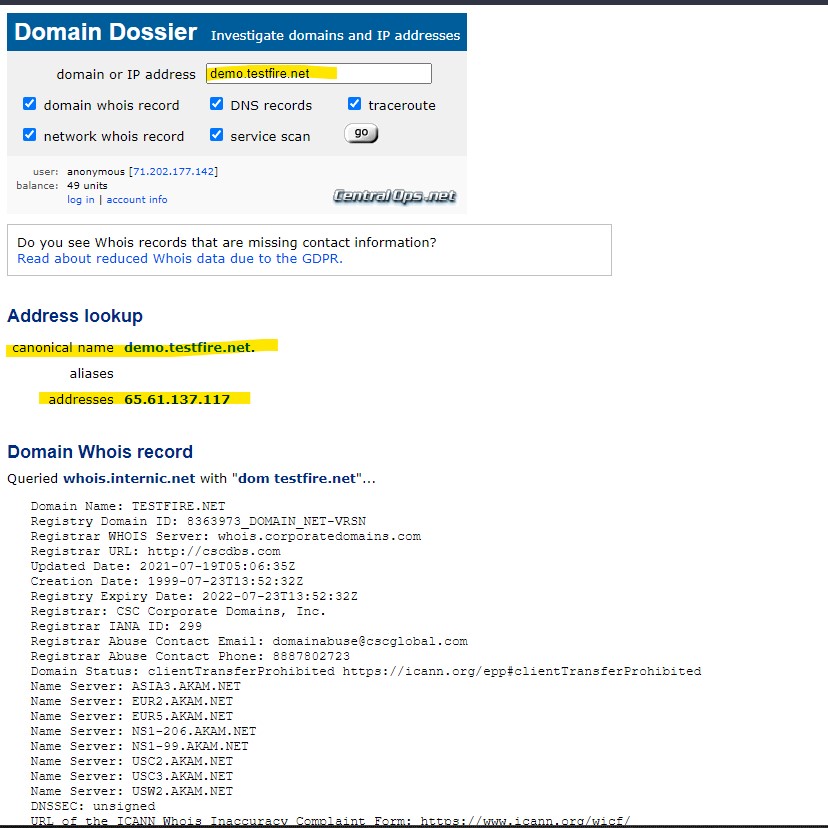 Domain Dossier Investigate domains and IP addresses
domain or IP address demo.testfire.net
domain whois record DNS records traceroute
network whois record service scan go
user: anonymous [71.202.177.142]
balance: 49 units
log in | account info
CentralOps.net
Do you see Whois records that are missing contact information?
Read about reduced Whois data due to the GDPR.
Address lookup
canonical name demo.testfire.net.
aliases
addresses 65.61.137.117
Domain Whois record
Queried whois.internic.net with "dom testfire.net"...
Domain Name: TESTFIRE.NET
Registry Domain ID: 8363973_DOMAIN_NET-VRSN
Registrar WHOIS Server: whois.corporatedomains.com
Registrar URL: http://cscdbs.com
Updated Date: 2021-07-19T05:06:35Z
Creation Date: 1999-07-23T13:52:32Z
Registry Expiry Date: 2022-07-23T13:52:32Z
Registrar: CSC Corporate Domains, Inc.
Registrar IANA ID: 299
Registrar Abuse Contact Email: domainabuse@cscglobal.com
Registrar Abuse Contact Phone: 8887802723
Domain Status: clientTransferProhibited https://icann.org/epp#clientTransferProhibited
Name Server: ASIA3.AKAM.NET
Name Server: EUR2.AKAM.NET
Name Server: EUR5.AKAM.NET
Name Server: NS1-206.AKAM.NET
Name Server: NS1-99.AKAM.NET
Name Server: USC2.AKAM.NET
Name Server: USC3.AKAM.NET
Name Server: USW2.AKAM.NET
DNSSEC: unsigned
URL of the ICANN Whois Inaccuracy Complaint Form: https://www.icann.org/wicf/